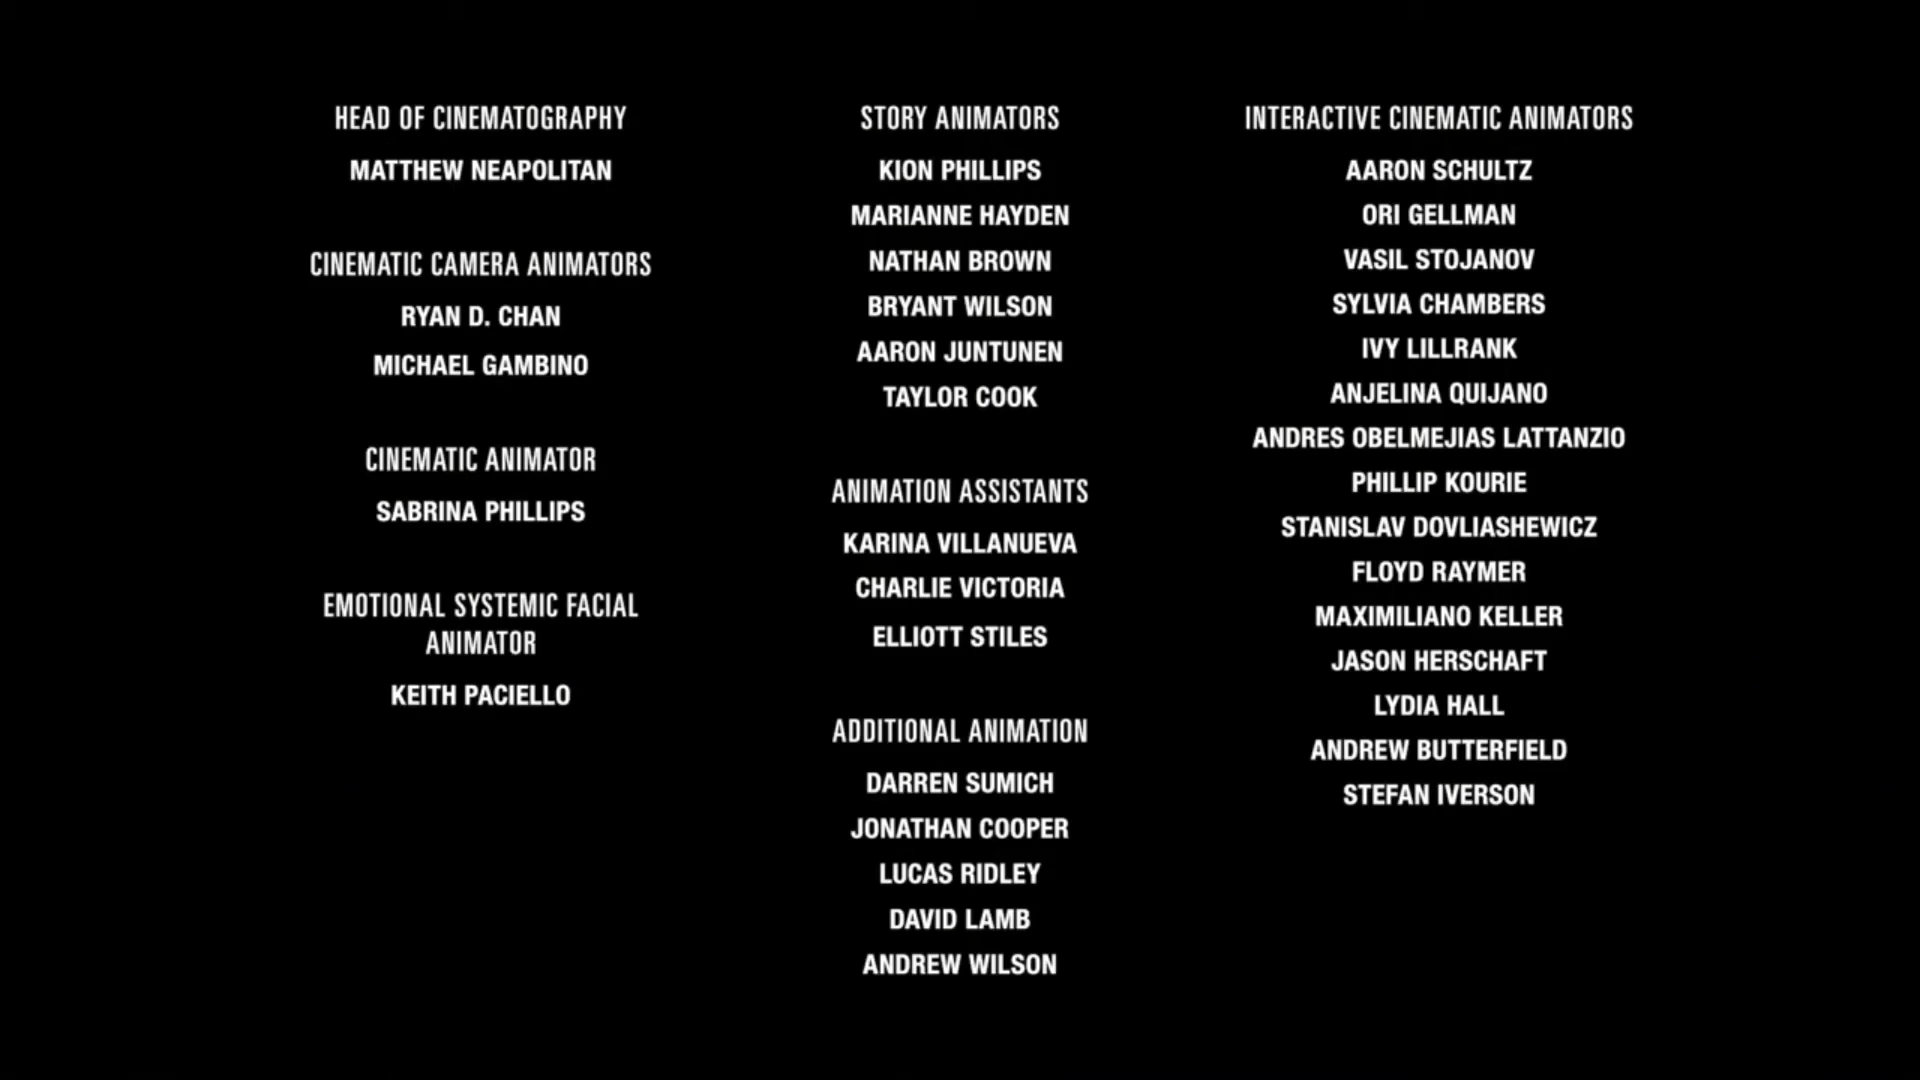 HEAD OF CINEMATOGRAPHY
MATTHEW NEAPOLITAN
CINEMATIC CAMERA ANIMATORS
RYAN D. CHAN
MICHAEL GAMBINO
CINEMATIC ANIMATOR
SABRINA PHILLIPS
EMOTIONAL SYSTEMIC FACIAL
ANIMATOR
KEITH PACIELLO
STORY ANIMATORS
KION PHILLIPS
MARIANNE HAYDEN
NATHAN BROWN
BRYANT WILSON
AARON JUNTUNEN
TAYLOR COOK
ANIMATION ASSISTANTS
KARINA VILLANUEVA
CHARLIE VICTORIA
ELLIOTT STILES
ADDITIONAL ANIMATION
DARREN SUMICH
JONATHAN COOPER
LUCAS RIDLEY
DAVID LAMB
ANDREW WILSON
INTERACTIVE CINEMATIC ANIMATORS
AARON SCHULTZ
ORI GELLMAN
VASIL STOJANOV
SYLVIA CHAMBERS
IVY LILLRANK
ANJELINA QUIJANO
ANDRES OBELMEJIAS LATTANZIO
PHILLIP KOURIE
STANISLAV DOVLIASHEWICZ
FLOYD RAYMER
MAXIMILIANO KELLER
JASON HERSCHAFT
LYDIA HALL
ANDREW BUTTERFIELD
STEFAN IVERSON